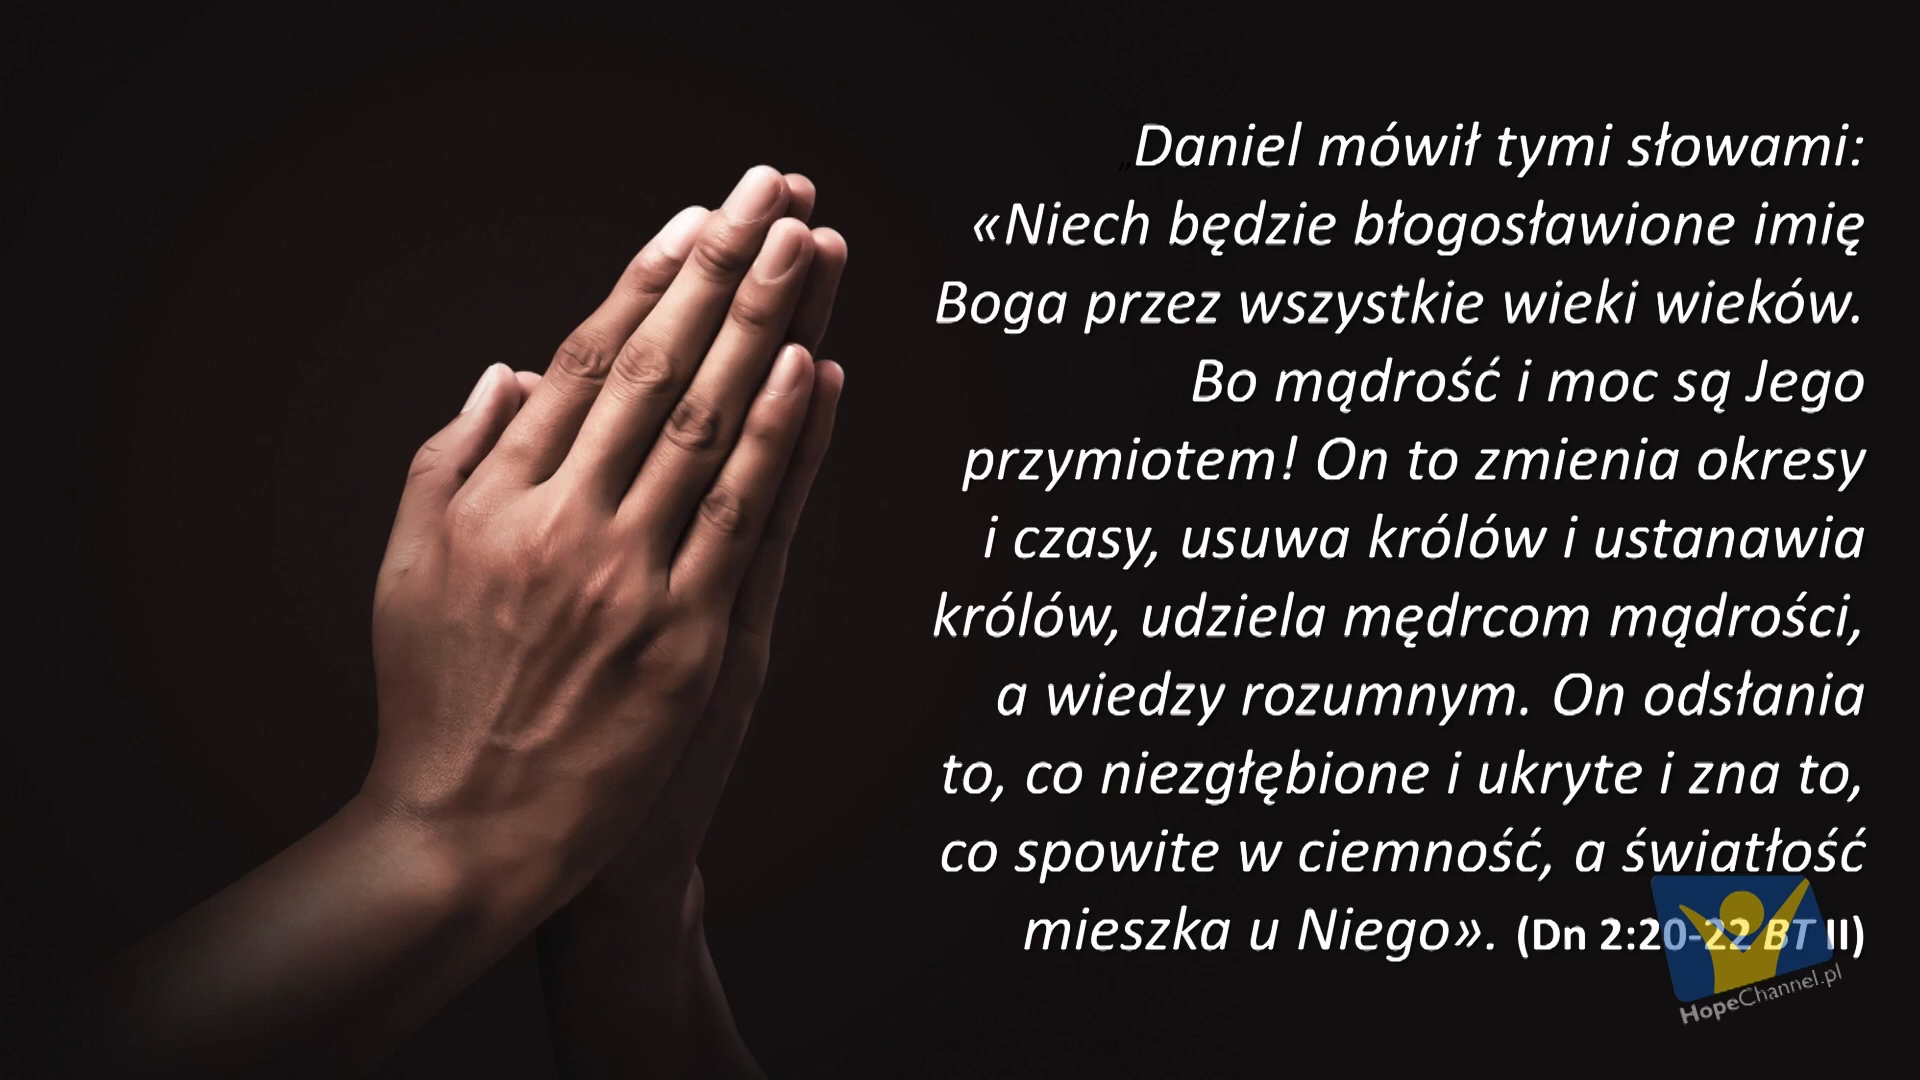 „Daniel mówił tymi słowami:
«Niech będzie błogosławione imię
Boga przez wszystkie wieki wieków.
Bo mądrość i moc są Jego
przymiotem! On to zmienia okresy
i czasy, usuwa królów i ustanawia
królów, udziela mędrcom mądrości,
a wiedzy rozumnym. On odsłania
to, co niezgłębione i ukryte i zna to,
co spowite w ciemność, a światłość
mieszka u Niego». (Dn 2:20-22 BT II)
HopeChannel.pl